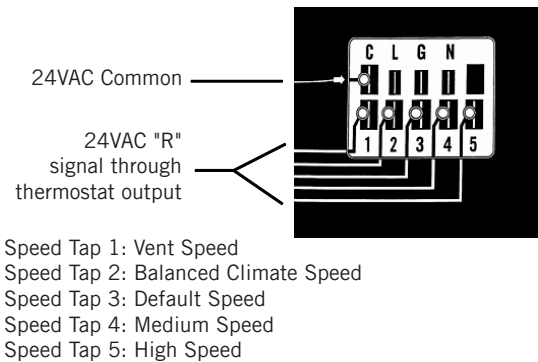 24VAC Common
24VAC "R"
signal through
thermostat output
C L G N
1 2 3 4 5
Speed Tap 1: Vent Speed
Speed Tap 2: Balanced Climate Speed
Speed Tap 3: Default Speed
Speed Tap 4: Medium Speed
Speed Tap 5: High Speed